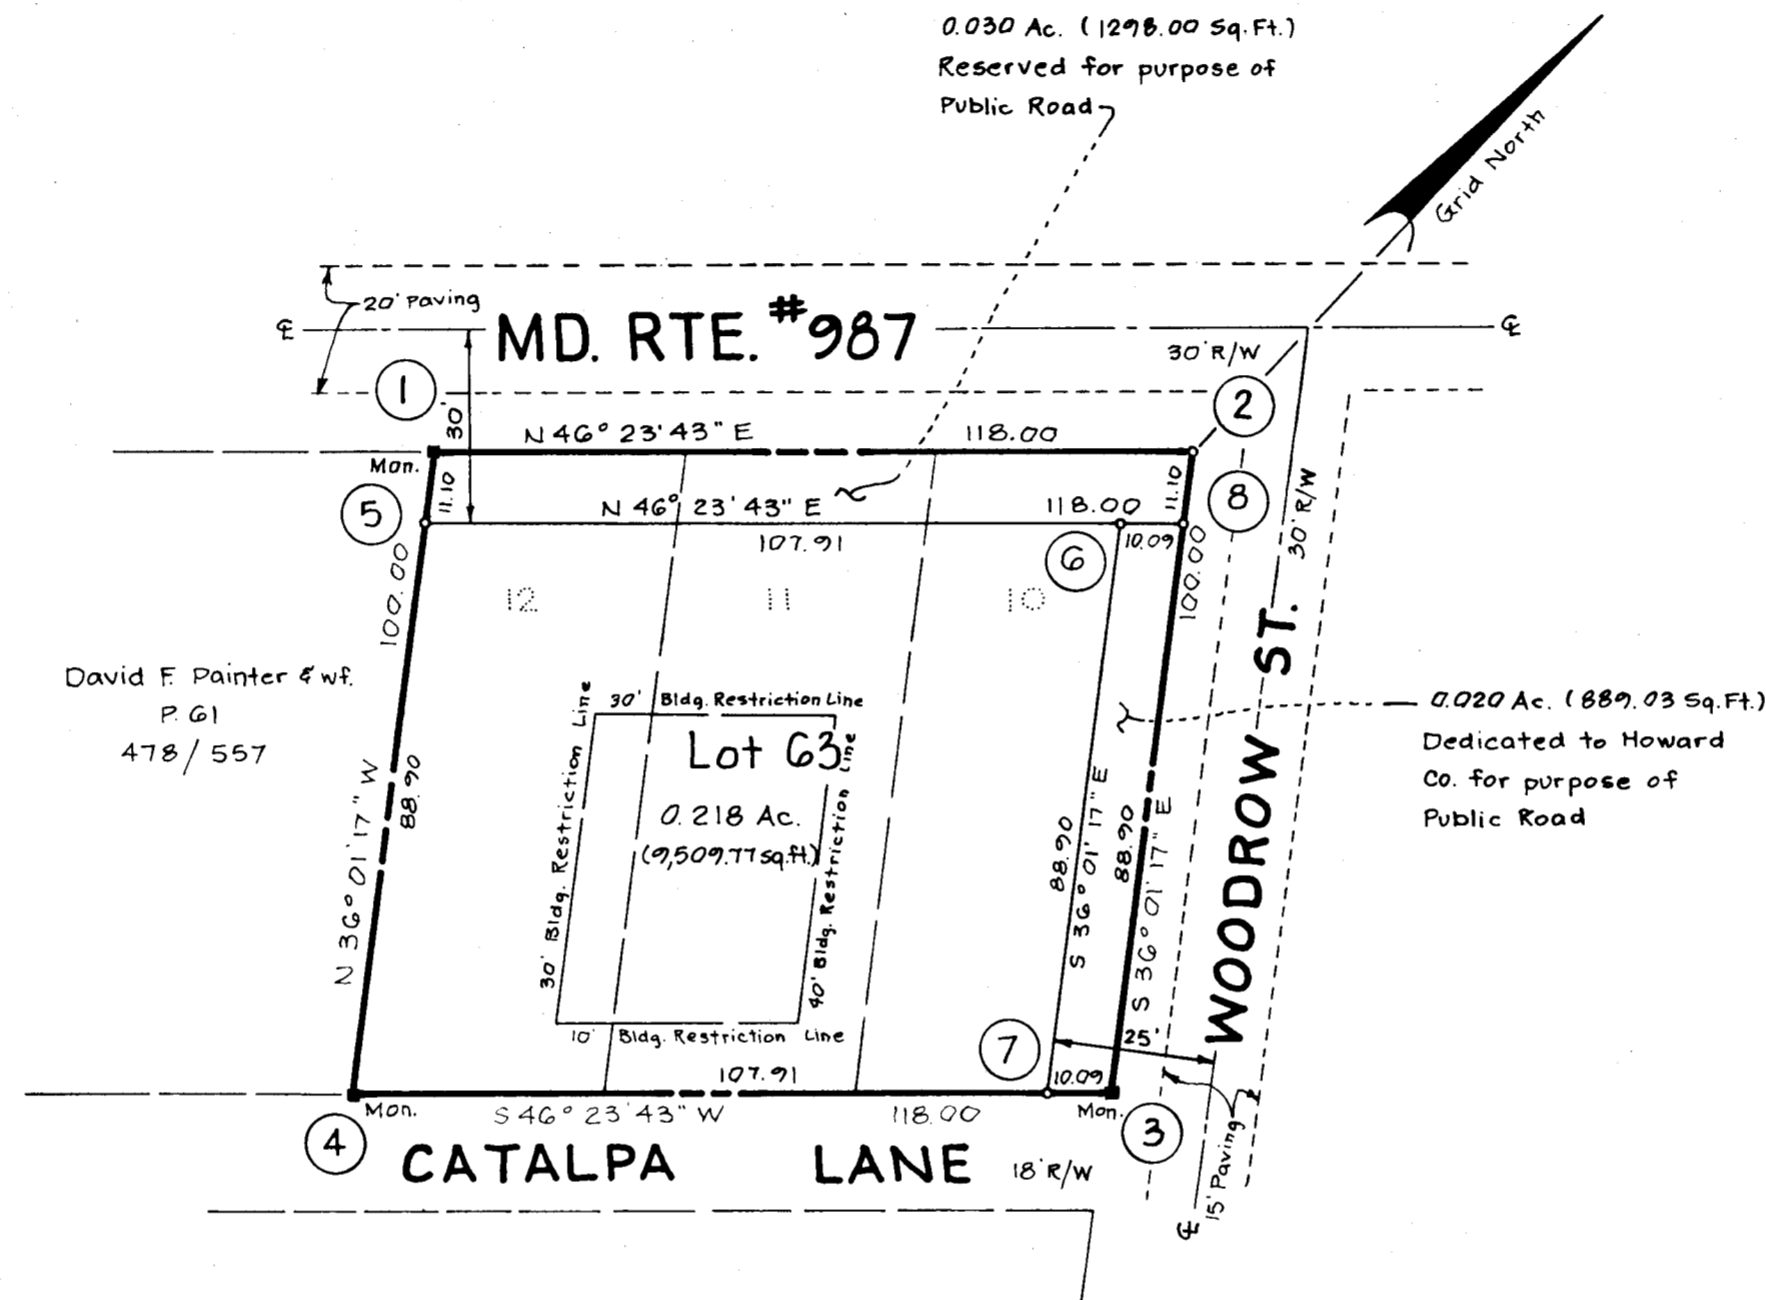 0.030 Ac. (1298.00 Sq.Ft.)
Reserved for purpose of
Public Road
Grid North
20' Paving
℄
MD. RTE. #987
℄
30' R/W
1
2
30'
N 46° 23' 43" E
118.00
Mon.
11.10
11.10
5
8
N 46° 23' 43" E
118.00
107.91
10.09
6
30' R/W
100.00
100.00
12
11
10
David F. Painter & wf.
P. 61
478 / 557
30' Bldg. Restriction Line
Lot 63
0.218 Ac.
(9,509.77 sq.ft.)
30' Bldg. Restriction Line
40' Bldg. Restriction Line
10' Bldg. Restriction Line
N 36° 01' 17" W
88.90
88.90
S 36° 01' 17" E
88.90
S 36° 01' 17" E
WOODROW ST.
0.020 Ac. (889.03 Sq.Ft.)
Dedicated to Howard
Co. for purpose of
Public Road
7
25'
107.91
10.09
Mon.
S 46° 23' 43" W
118.00
Mon.
4
3
CATALPA LANE
18' R/W
15' Paving
℄